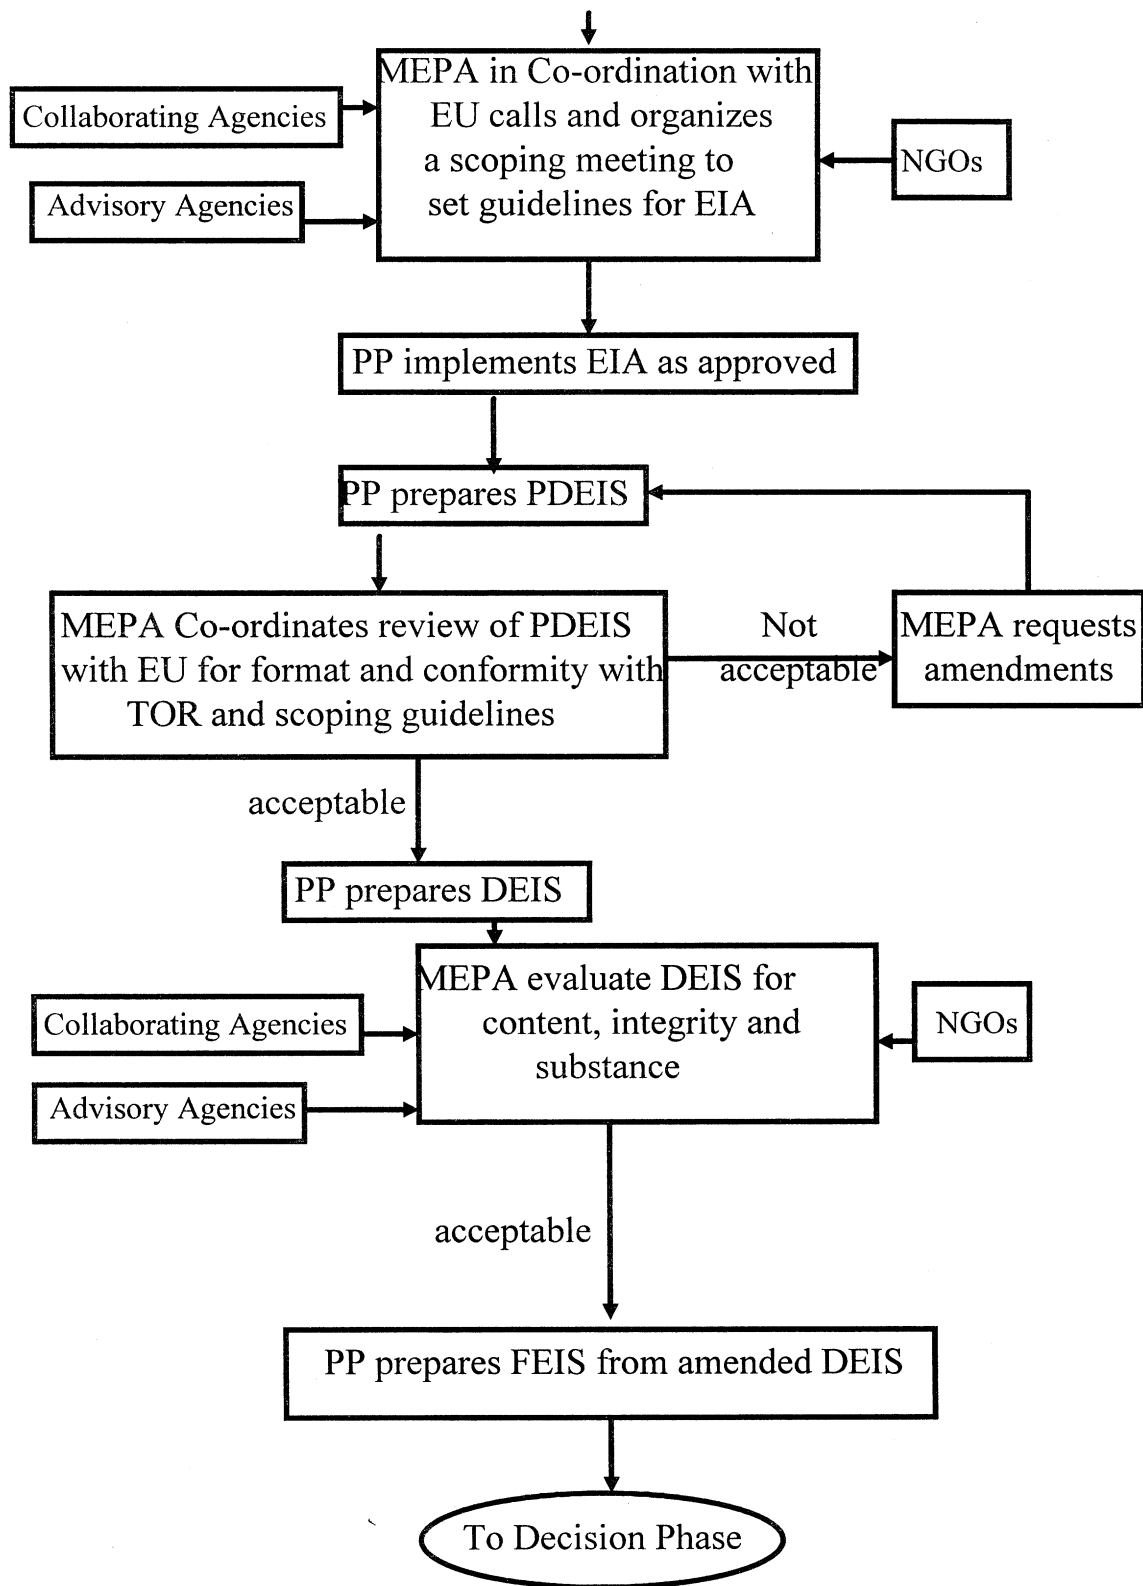 MEPA in Co-ordination with
EU calls and organizes
a scoping meeting to
set guidelines for EIA
Collaborating Agencies
Advisory Agencies
NGOs
PP implements EIA as approved
PP prepares PDEIS
MEPA Co-ordinates review of PDEIS
with EU for format and conformity with
TOR and scoping guidelines
Not
acceptable
MEPA requests
amendments
acceptable
PP prepares DEIS
MEPA evaluate DEIS for
content, integrity and
substance
Collaborating Agencies
Advisory Agencies
NGOs
acceptable
PP prepares FEIS from amended DEIS
To Decision Phase